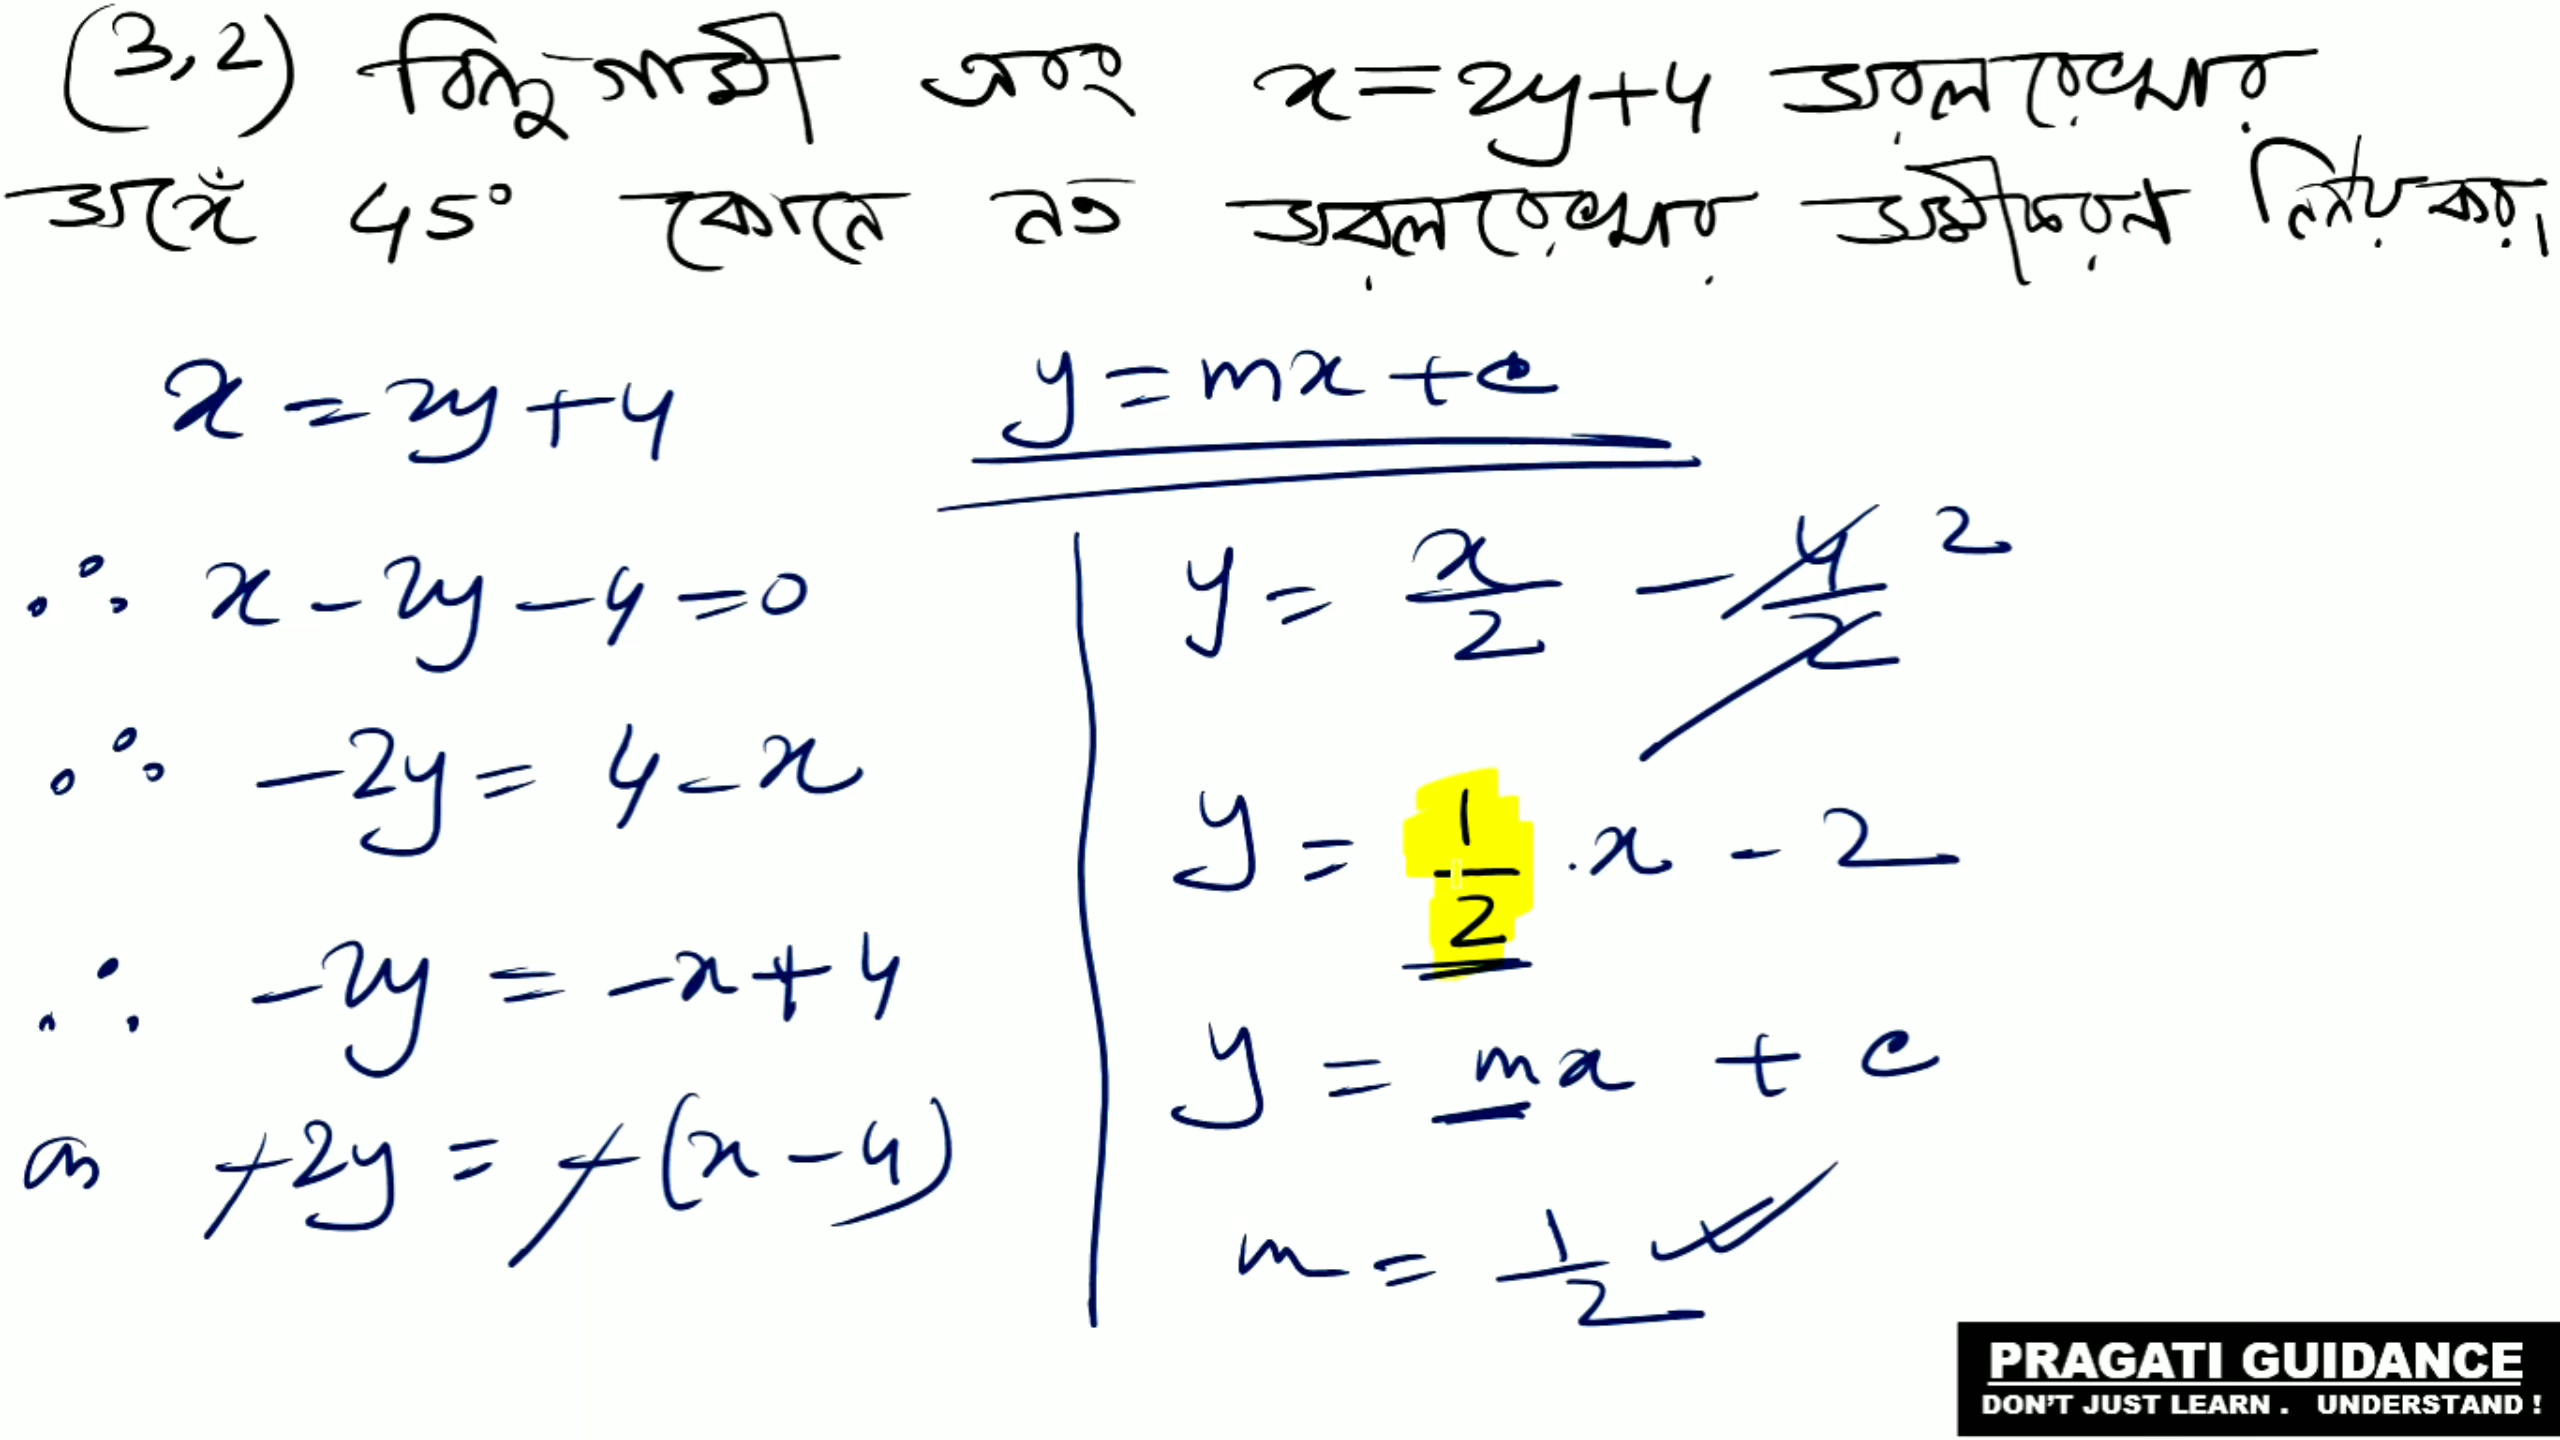 (3,2) বিন্দুগামী এবং x=2y+4 সরলরেখার
সাথে 45° কোনে নত সরলরেখার সমীকরন নির্ণয় কর।
x = 2y + 4
∴ x - 2y - 4 = 0
∴ -2y = 4 - x
∴ -2y = -x + 4
বা -2y = -(x - 4)
y = mx + c
y = x/2 - 4/2 2
y = 1/2 . x - 2
y = mx + c
m = 1/2
PRAGATI GUIDANCE
DON'T JUST LEARN. UNDERSTAND!